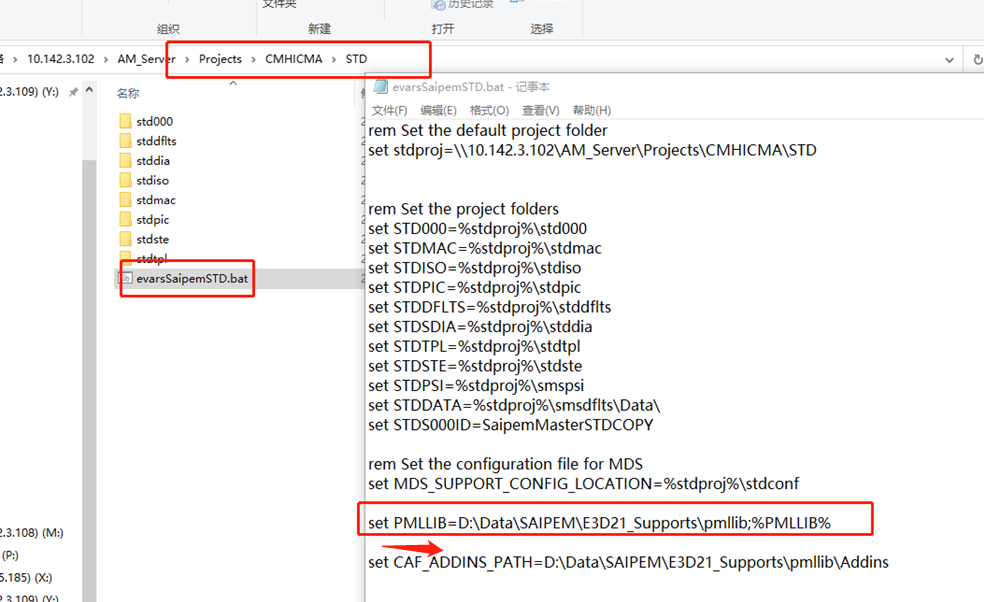 文件夹
历史记录
组织
新建
打开
选择
10.142.3.102 › AM_Server › Projects › CMHICMA › STD
2.3.109) (Y:)
名称
std000
stddflts
stddia
stdiso
stdmac
stdpic
stdste
stdtpl
evarsSaipemSTD.bat
2.3.108) (M:)
(P:)
5.185) (X:)
2.3.109) (Y:)
evarsSaipemSTD.bat - 记事本
文件(F) 编辑(E) 格式(O) 查看(V) 帮助(H)
rem Set the default project folder
set stdproj=\\10.142.3.102\AM_Server\Projects\CMHICMA\STD
rem Set the project folders
set STD000=%stdproj%\std000
set STDMAC=%stdproj%\stdmac
set STDISO=%stdproj%\stdiso
set STDPIC=%stdproj%\stdpic
set STDDFLTS=%stdproj%\stddflts
set STDSDIA=%stdproj%\stddia
set STDTPL=%stdproj%\stdtpl
set STDSTE=%stdproj%\stdste
set STDPSI=%stdproj%\smspsi
set STDDATA=%stdproj%\smsdflts\Data\
set STDS000ID=SaipemMasterSTDCOPY
rem Set the configuration file for MDS
set MDS_SUPPORT_CONFIG_LOCATION=%stdproj%\stdconf
set PMLLIB=D:\Data\SAIPEM\E3D21_Supports\pmllib;%PMLLIB%
set CAF_ADDINS_PATH=D:\Data\SAIPEM\E3D21_Supports\pmllib\Addins